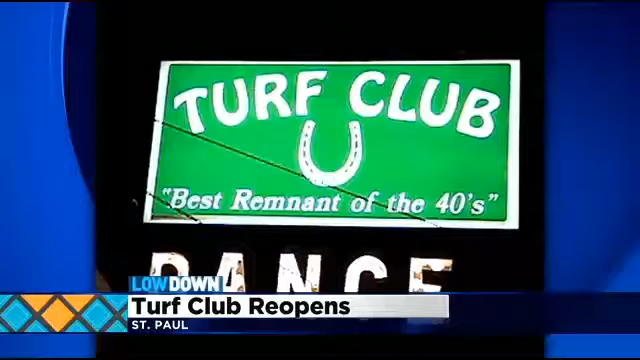 TURF CLUB
"Best Remnant of the 40's"
DANCE
LOWDOWN
Turf Club Reopens
ST. PAUL